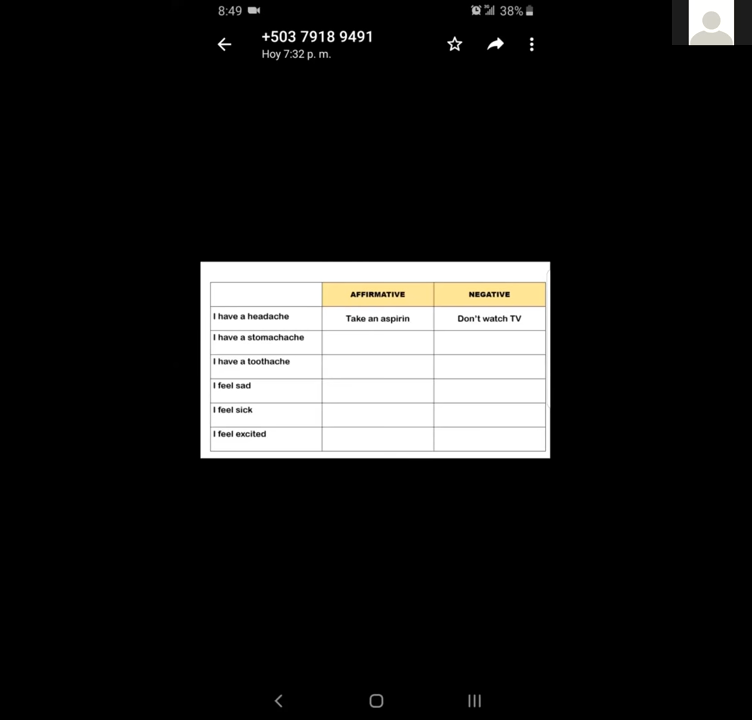 8:49
38%
+503 7918 9491
Hoy 7:32 p. m.
AFFIRMATIVE NEGATIVE
I have a headache Take an aspirin Don't watch TV
I have a stomachache
I have a toothache
I feel sad
I feel sick
I feel excited